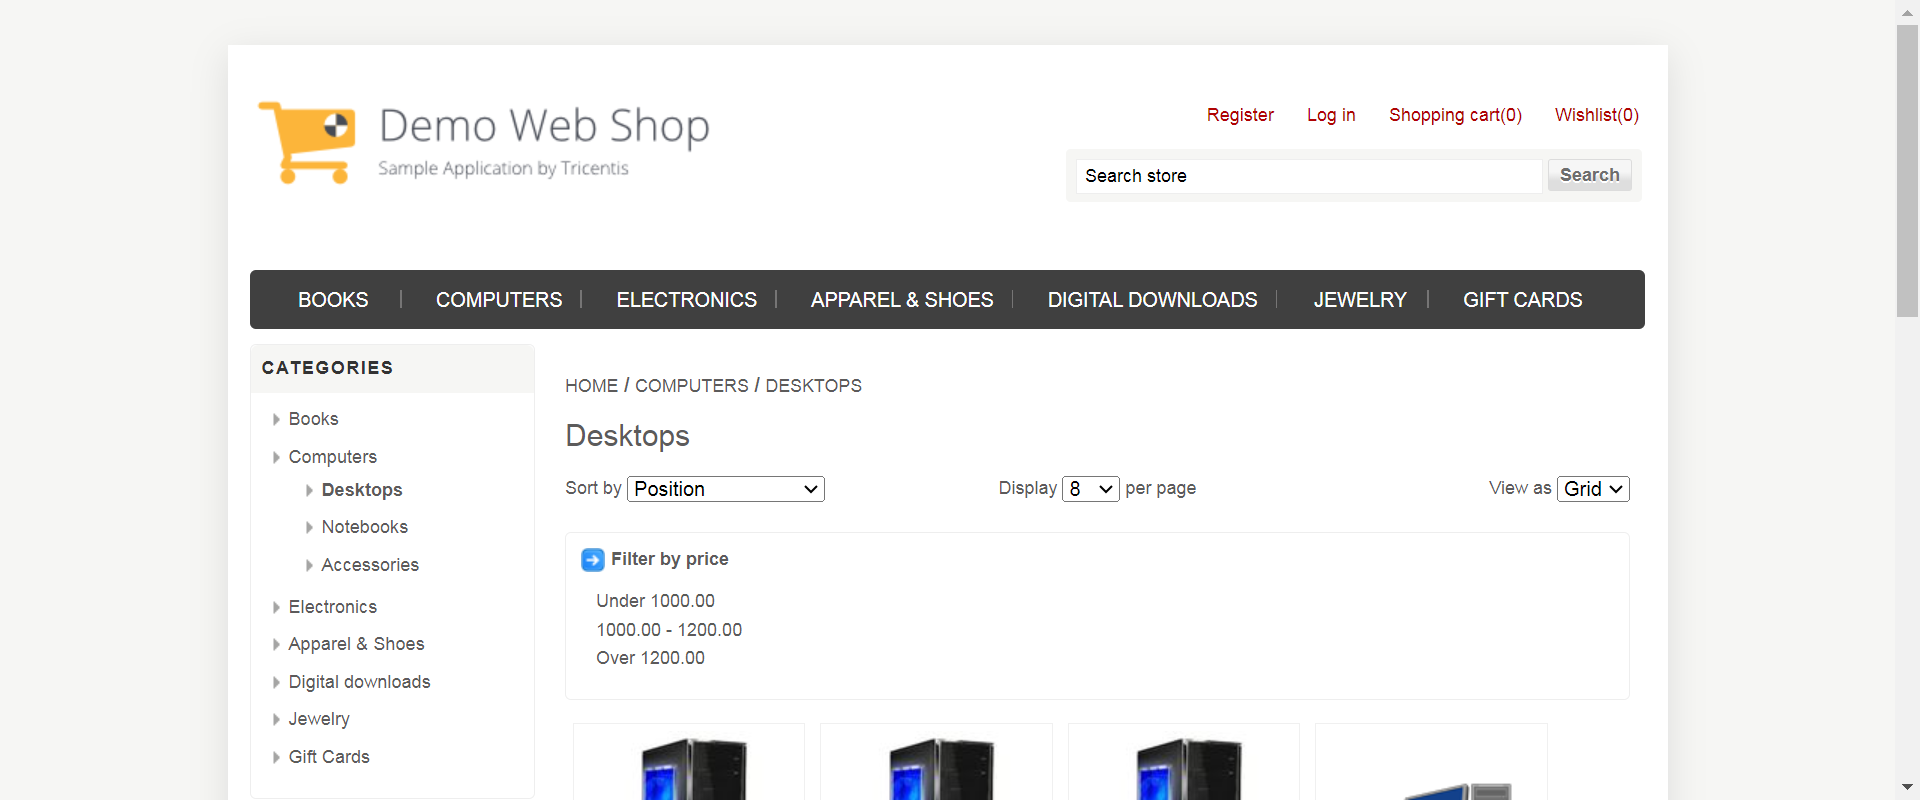 Demo Web Shop
Sample Application by Tricentis
Register Log in Shopping cart(0) Wishlist(0)
Search store Search
BOOKS COMPUTERS ELECTRONICS APPAREL & SHOES DIGITAL DOWNLOADS JEWELRY GIFT CARDS
CATEGORIES
Books
Computers
Desktops
Notebooks
Accessories
Electronics
Apparel & Shoes
Digital downloads
Jewelry
Gift Cards
HOME / COMPUTERS / DESKTOPS
Desktops
Sort by Position Display 8 per page View as Grid
Filter by price
Under 1000.00
1000.00 - 1200.00
Over 1200.00